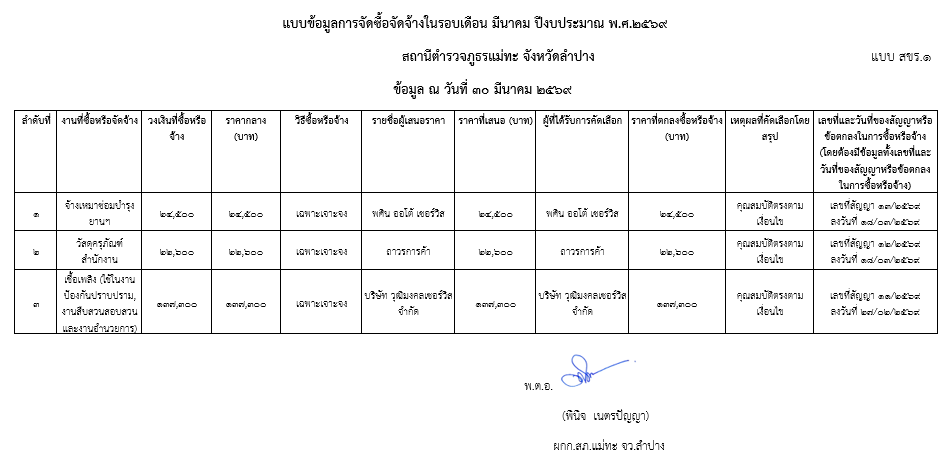 แบบข้อมูลการจัดซื้อจัดจ้างในรอบเดือน มีนาคม ปีงบประมาณ พ.ศ.๒๕๖๙
สถานีตำรวจภูธรแม่ทะ จังหวัดลำปาง
แบบ สขร.๑
ข้อมูล ณ วันที่ ๓๐ มีนาคม ๒๕๖๙
ลำดับที่ งานที่ซื้อหรือจัดจ้าง วงเงินที่ซื้อหรือ ราคากลาง วิธีซื้อหรือจ้าง รายชื่อผู้เสนอราคา ราคาที่เสนอ (บาท) ผู้ที่ได้รับการคัดเลือก ราคาที่ตกลงซื้อหรือจ้าง เหตุผลที่คัดเลือกโดย เลขที่และวันที่ของสัญญาหรือ
จ้าง (บาท) (บาท) สรุป ข้อตกลงในการซื้อหรือจ้าง
(โดยต้องมีข้อมูลทั้งเลขที่และ
วันที่ของสัญญาหรือข้อตกลง
ในการซื้อหรือจ้าง)
๑ จ้างเหมาซ่อมบำรุง ๒๔,๕๐๐ ๒๔,๕๐๐ เฉพาะเจาะจง พศิน ออโต้ เซอร์วิส ๒๔,๕๐๐ พศิน ออโต้ เซอร์วิส ๒๔,๕๐๐ คุณสมบัติตรงตาม เลขที่สัญญา ๑๓/๒๕๖๙
ยานฯ เงื่อนไข ลงวันที่ ๑๘/๐๓/๒๕๖๙
๒ วัสดุครุภัณฑ์ ๒๒,๖๐๐ ๒๒,๖๐๐ เฉพาะเจาะจง ถาวรการค้า ๒๒,๖๐๐ ถาวรการค้า ๒๒,๖๐๐ คุณสมบัติตรงตาม เลขที่สัญญา ๑๒/๒๕๖๙
สำนักงาน เงื่อนไข ลงวันที่ ๑๘/๐๓/๒๕๖๙
๓ เชื้อเพลิง (ใช้ในงาน ๑๓๗,๓๐๐ ๑๓๗,๓๐๐ เฉพาะเจาะจง บริษัท วุฒิมงคลเซอร์วิส ๑๓๗,๓๐๐ บริษัท วุฒิมงคลเซอร์วิส ๑๓๗,๓๐๐ คุณสมบัติตรงตาม เลขที่สัญญา ๑๑/๒๕๖๙
ป้องกันปราบปราม, จำกัด จำกัด เงื่อนไข ลงวันที่ ๒๗/๐๒/๒๕๖๙
งานสืบสวนสอบสวน
และงานอำนวยการ)
พ.ต.อ.
(พินิจ เนตรปัญญา)
ผกก.สภ.แม่ทะ จว.ลำปาง